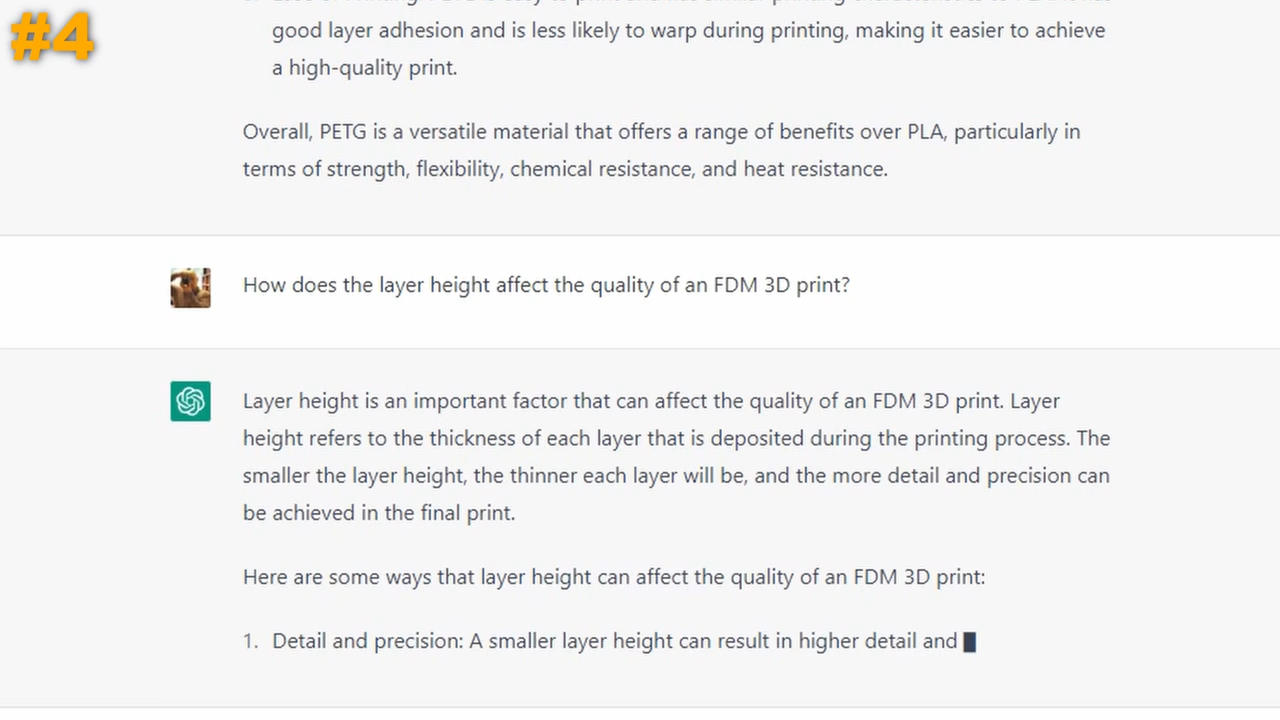 #4
good layer adhesion and is less likely to warp during printing, making it easier to achieve
a high-quality print.
Overall, PETG is a versatile material that offers a range of benefits over PLA, particularly in
terms of strength, flexibility, chemical resistance, and heat resistance.
How does the layer height affect the quality of an FDM 3D print?
Layer height is an important factor that can affect the quality of an FDM 3D print. Layer
height refers to the thickness of each layer that is deposited during the printing process. The
smaller the layer height, the thinner each layer will be, and the more detail and precision can
be achieved in the final print.
Here are some ways that layer height can affect the quality of an FDM 3D print:
1. Detail and precision: A smaller layer height can result in higher detail and